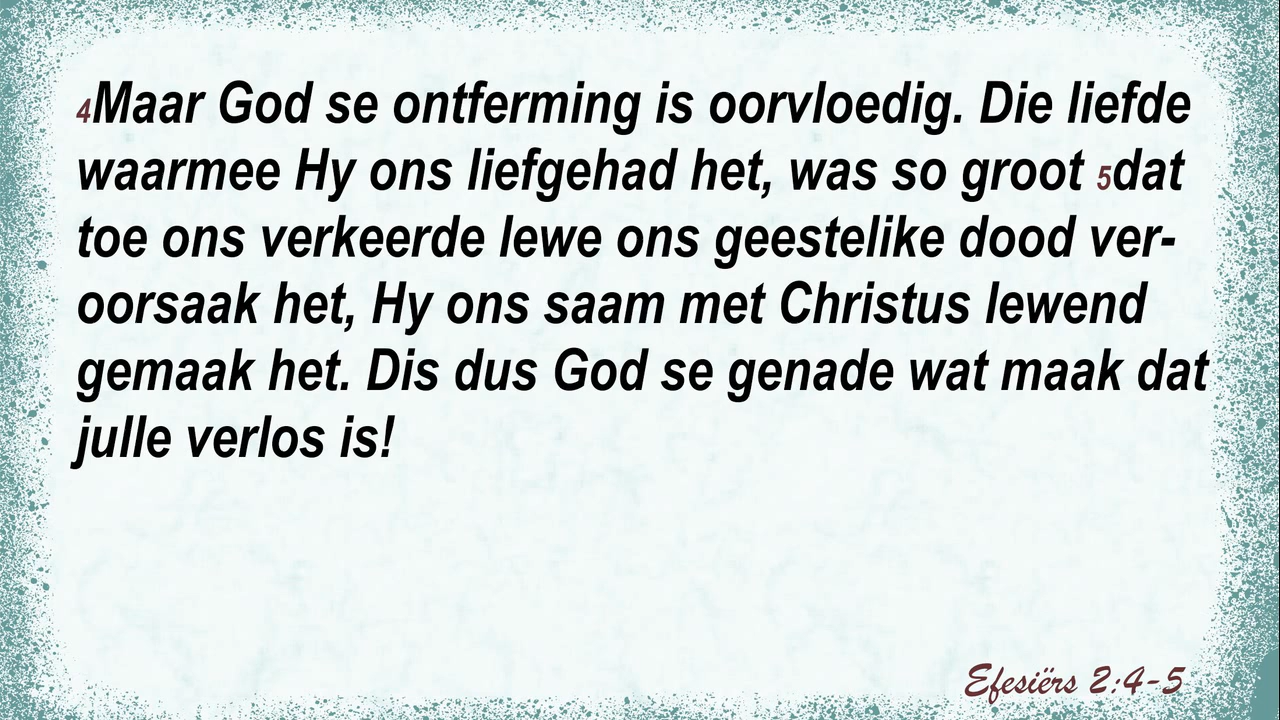 4Maar God se ontferming is oorvloedig. Die liefde
waarmee Hy ons liefgehad het, was so groot 5dat
toe ons verkeerde lewe ons geestelike dood ver-
oorsaak het, Hy ons saam met Christus lewend
gemaak het. Dis dus God se genade wat maak dat
julle verlos is!
Efesiërs 2:4-5